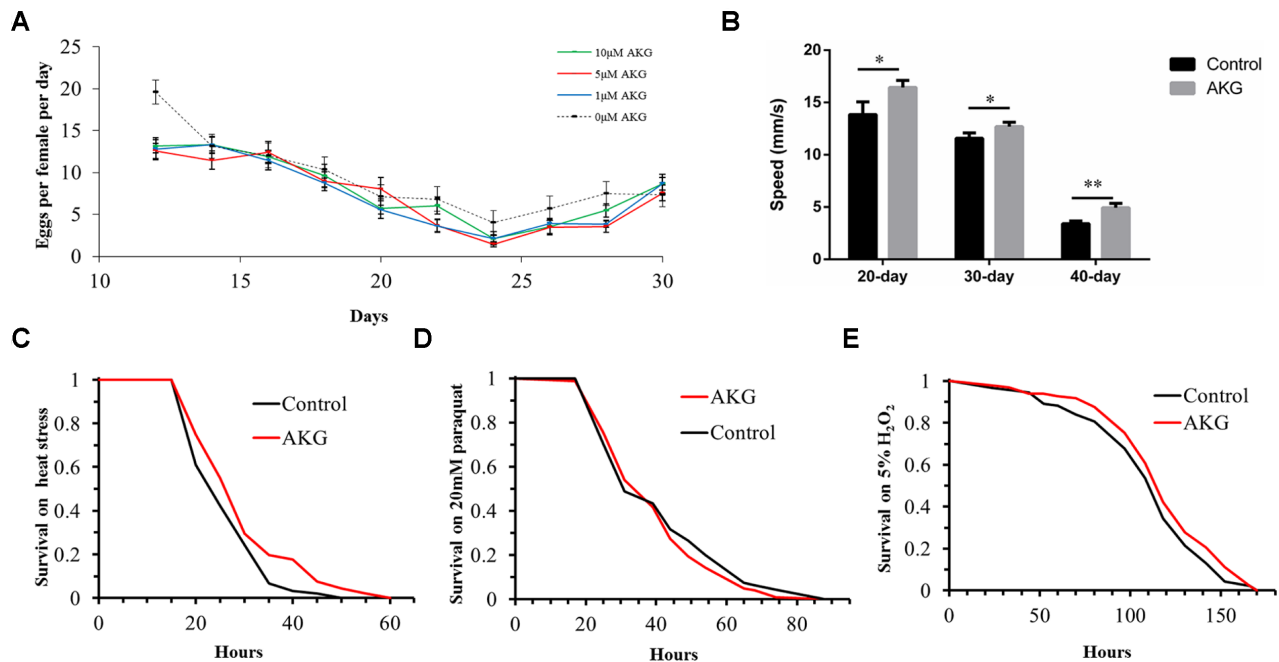 A
25
20
15
10
5
0
10
15
20
25
30
Eggs per female per day
Days
10μM AKG
5μM AKG
1μM AKG
0μM AKG
B
20
15
10
5
0
Speed (mm/s)
*
*
**
20-day
30-day
40-day
Control
AKG
C
1
0.8
0.6
0.4
0.2
0
0
20
40
60
Survival on heat stress
Hours
Control
AKG
D
1
0.8
0.6
0.4
0.2
0
0
20
40
60
80
Survival on 20mM paraquat
Hours
AKG
Control
E
1
0.8
0.6
0.4
0.2
0
0
50
100
150
Survival on 5% H₂O₂
Hours
Control
AKG